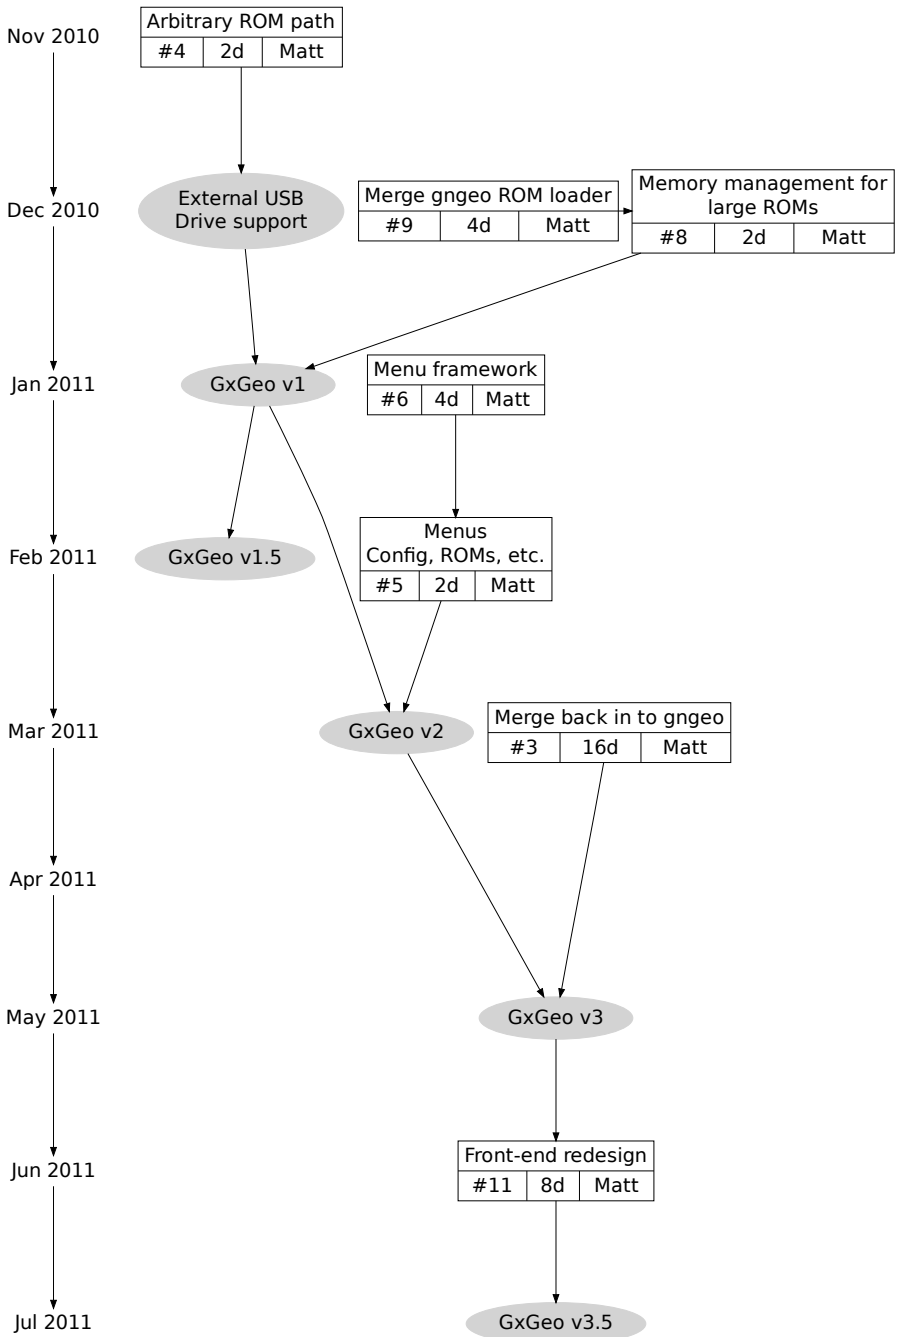 Nov 2010
Arbitrary ROM path
#4 2d Matt
Dec 2010
External USB
Drive support
Merge gngeo ROM loader
#9 4d Matt
Memory management for
large ROMs
#8 2d Matt
Jan 2011
GxGeo v1
Menu framework
#6 4d Matt
Feb 2011
GxGeo v1.5
Menus
Config, ROMs, etc.
#5 2d Matt
Mar 2011
GxGeo v2
Merge back in to gngeo
#3 16d Matt
Apr 2011
May 2011
GxGeo v3
Jun 2011
Front-end redesign
#11 8d Matt
Jul 2011
GxGeo v3.5